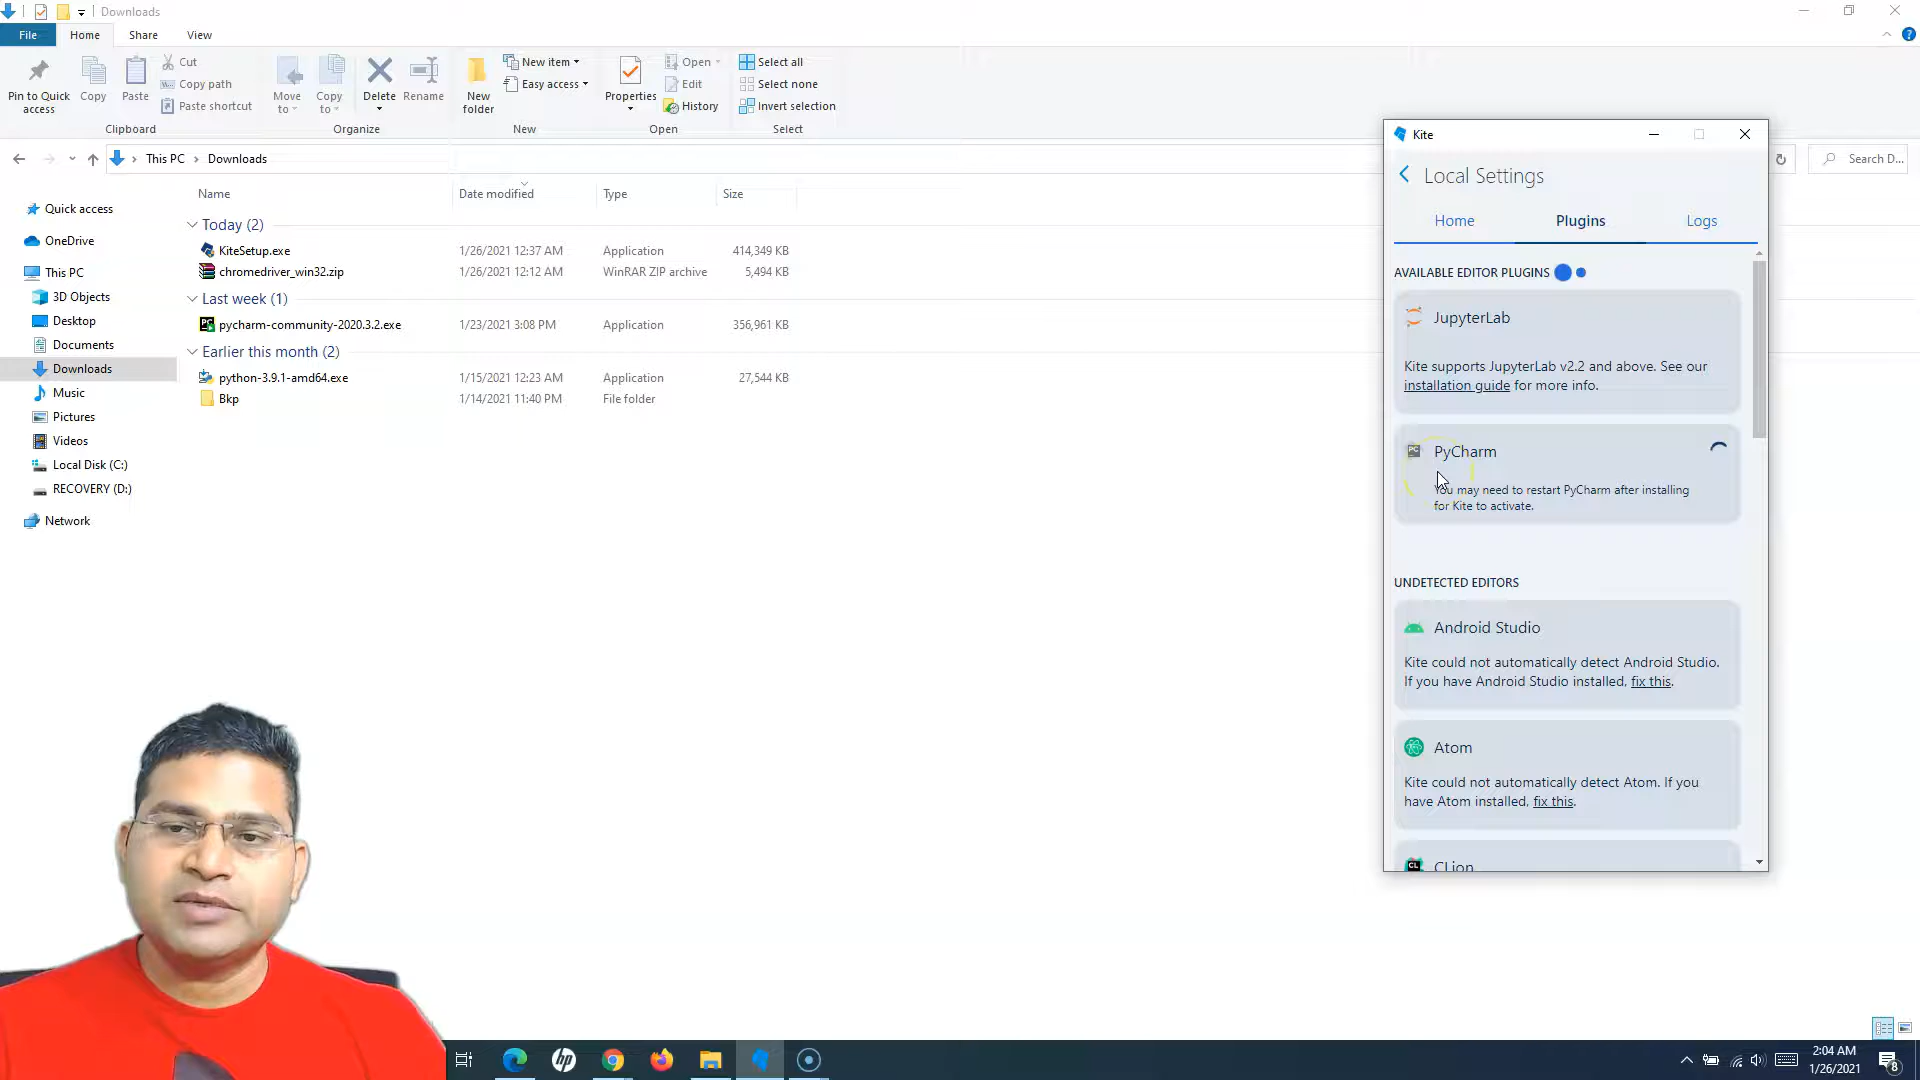 Downloads
File Home Share View
Pin to Quick access
Copy
Paste
Cut
Copy path
Paste shortcut
Clipboard
Move to
Copy to
Delete
Rename
Organize
New folder
New item
Easy access
New
Properties
Open
Edit
History
Open
Select all
Select none
Invert selection
Select
This PC Downloads
Search D...
Quick access
OneDrive
This PC
3D Objects
Desktop
Documents
Downloads
Music
Pictures
Videos
Local Disk (C:)
RECOVERY (D:)
Network
Name Date modified Type Size
Today (2)
KiteSetup.exe 1/26/2021 12:37 AM Application 414,349 KB
chromedriver_win32.zip 1/26/2021 12:12 AM WinRAR ZIP archive 5,494 KB
Last week (1)
pycharm-community-2020.3.2.exe 1/23/2021 3:08 PM Application 356,961 KB
Earlier this month (2)
python-3.9.1-amd64.exe 1/15/2021 12:23 AM Application 27,544 KB
Bkp 1/14/2021 11:40 PM File folder
Kite
Local Settings
Home Plugins Logs
AVAILABLE EDITOR PLUGINS
JupyterLab
Kite supports JupyterLab v2.2 and above. See our
installation guide for more info.
PC PyCharm
You may need to restart PyCharm after installing
for Kite to activate.
UNDETECTED EDITORS
Android Studio
Kite could not automatically detect Android Studio.
If you have Android Studio installed, fix this.
Atom
Kite could not automatically detect Atom. If you
have Atom installed, fix this.
CL CLion
hp
2:04 AM
1/26/2021
8